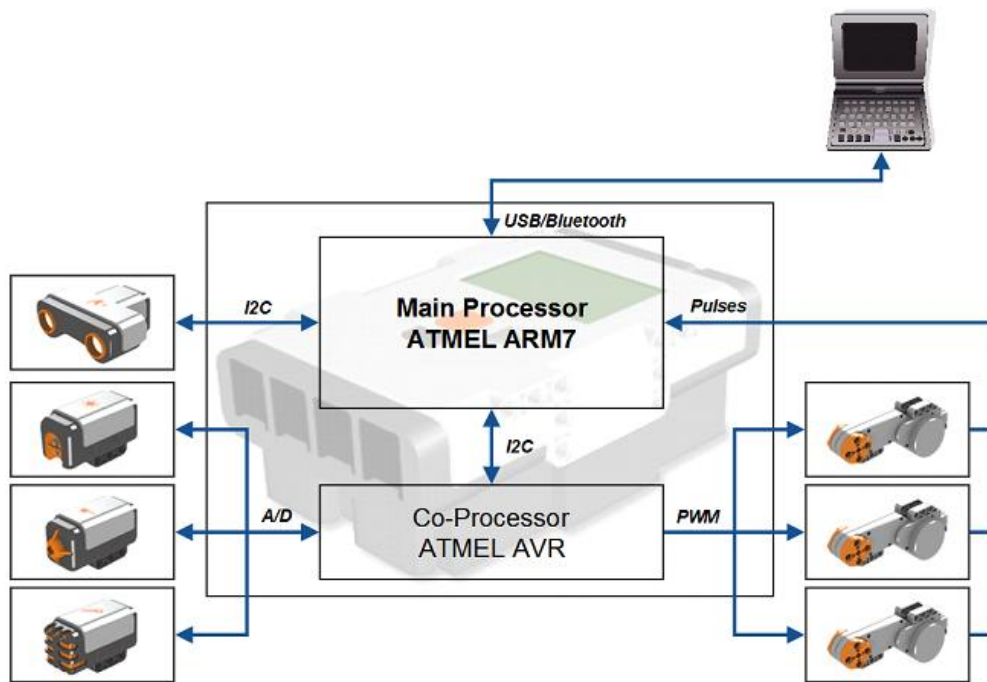 USB/Bluetooth
I2C
Main Processor
ATMEL ARM7
Pulses
I2C
A/D
Co-Processor
ATMEL AVR
PWM